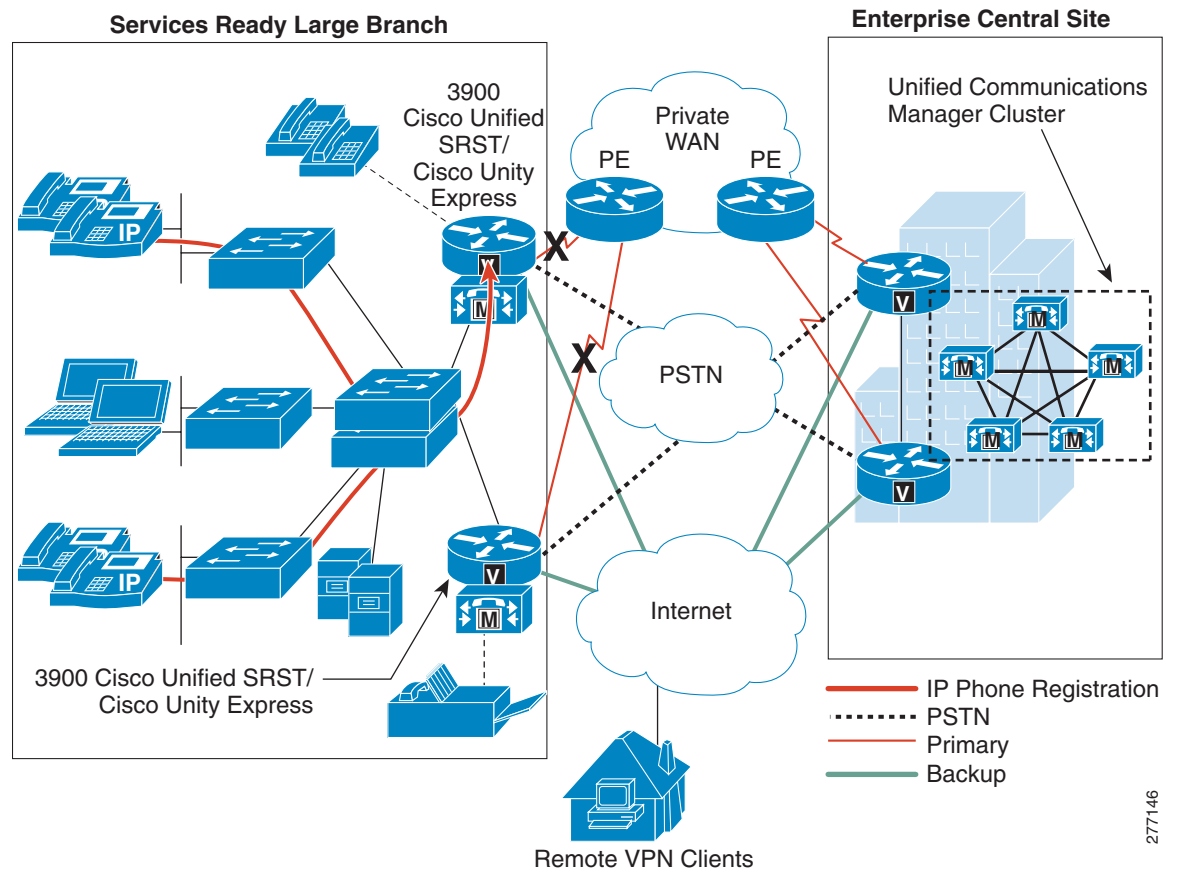 Services Ready Large Branch
Enterprise Central Site
3900
Cisco Unified
SRST/
Cisco Unity
Express
Private
WAN
PE
PE
Unified Communications
Manager Cluster
IP
X
V
M
M
M
M
M
M
V
X
PSTN
V
IP
V
M
Internet
3900 Cisco Unified SRST/
Cisco Unity Express
IP Phone Registration
PSTN
Primary
Backup
Remote VPN Clients
277146